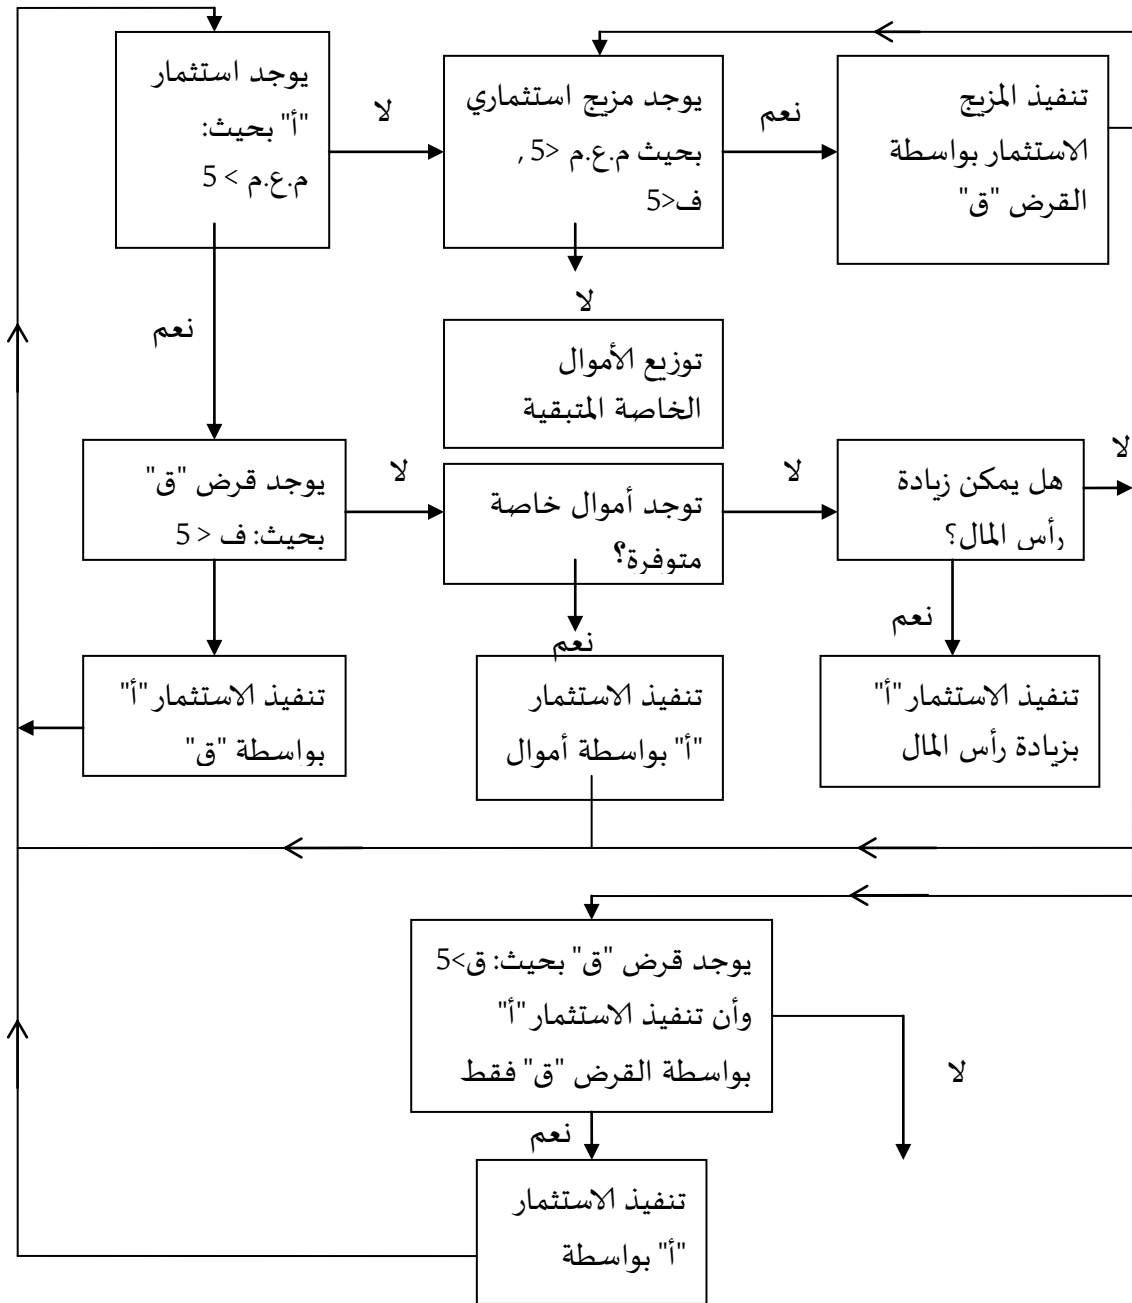 يوجد استثمار
"أ" بحيث:
م.ع.م > 5
لا
يوجد مزيج استثماري
بحيث م.ع.م <5 ,
ف<5
نعم
تنفيذ المزيج
الاستثمار بواسطة
القرض "ق"
نعم
لا
توزيع الأموال
الخاصة المتبقية
يوجد قرض "ق"
بحيث: ف < 5
لا
توجد أموال خاصة
متوفرة؟
لا
هل يمكن زيادة
رأس المال؟
لا
نعم
نعم
تنفيذ الاستثمار "أ"
بواسطة "ق"
تنفيذ الاستثمار
"أ" بواسطة أموال
تنفيذ الاستثمار "أ"
بزيادة رأس المال
يوجد قرض "ق" بحيث: ق>5
وأن تنفيذ الاستثمار "أ"
بواسطة القرض "ق" فقط
لا
نعم
تنفيذ الاستثمار
"أ" بواسطة